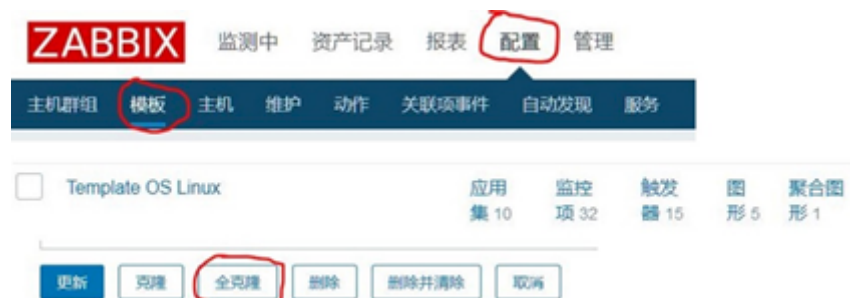 ZABBIX 监测中 资产记录 报表 配置 管理
主机群组 模板 主机 维护 动作 关联项事件 自动发现 服务
Template OS Linux 应用 监控 触发 图 聚合图
集 10 项 32 器 15 形 5 形 1
更新 克隆 全克隆 删除 删除并清除 取消